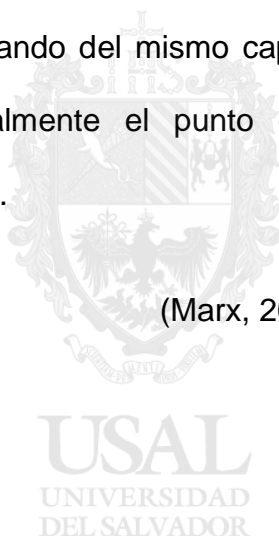 ando del mismo cap
almente el punto
.
(Marx, 20
USAL
UNIVERSIDAD
DEL SALVADOR